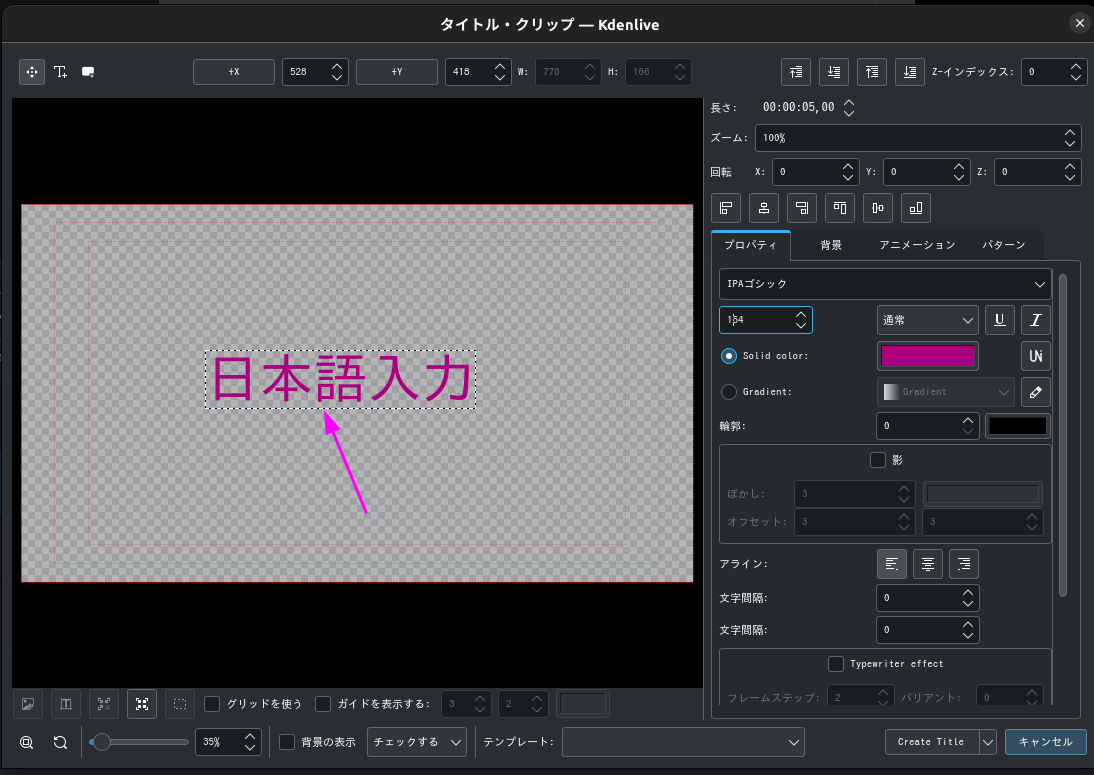 タイトル・クリップ — Kdenlive
+X 528 +Y 418 W: 770 H: 166 Z-インデックス: 0
長さ: 00:00:05,00
ズーム: 100%
回転 X: 0 Y: 0 Z: 0
プロパティ 背景 アニメーション パターン
IPAゴシック
154 通常 U I
Solid color: UN
Gradient: Gradient
輪郭: 0
影
ぼかし: 3
オフセット: 3 3
アライン:
文字間隔: 0
文字間隔: 0
Typewriter effect
フレームステップ: 2 バリアント: 0
日本語入力
グリッドを使う ガイドを表示する: 3 2
35% 背景の表示 チェックする テンプレート: Create Title キャンセル